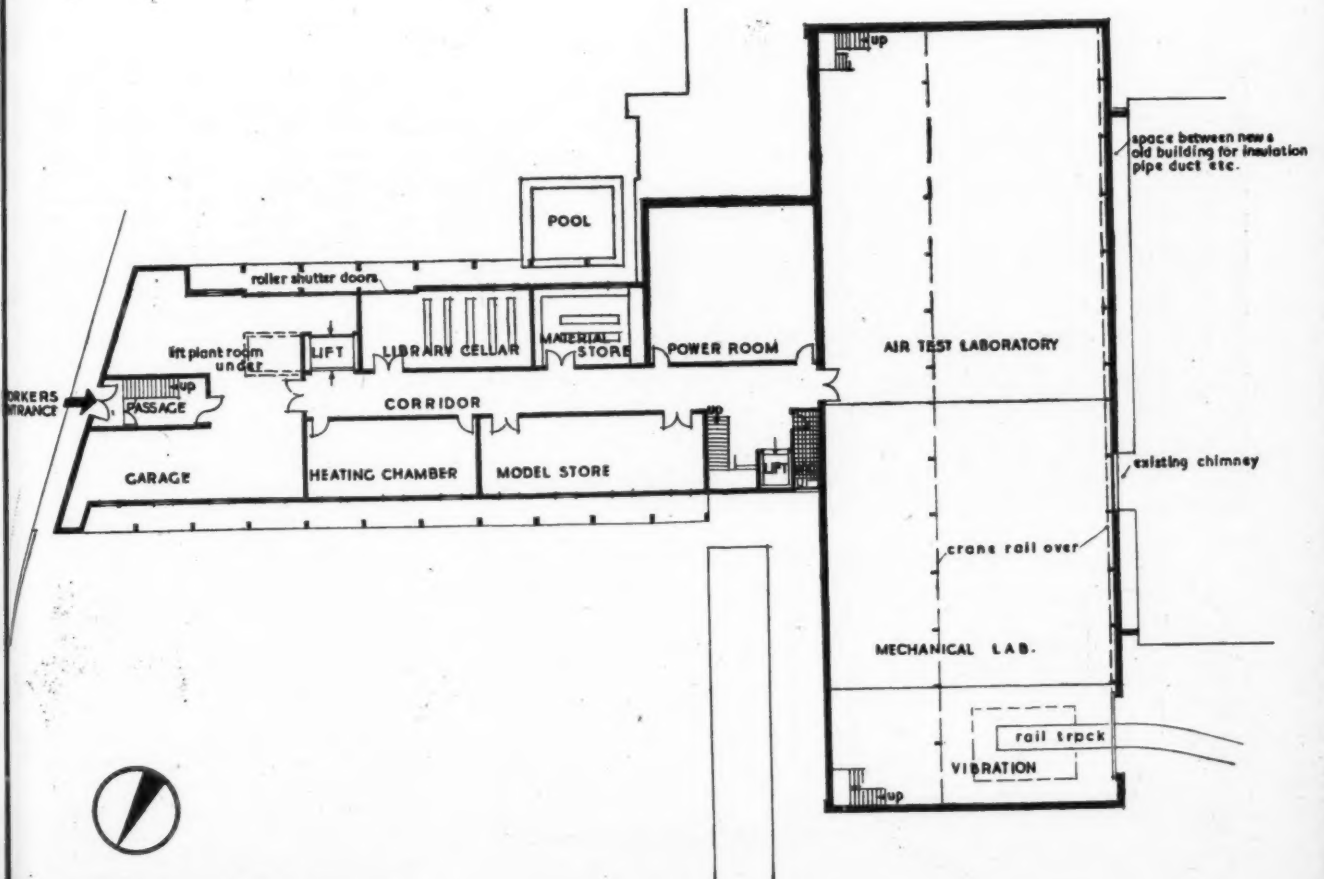 up
space between new &
old building for insulation
pipe duct etc.
POOL
roller shutter doors
lift plant room
under
LIFT
LIBRARY CELLAR
MATERIAL
STORE
POWER ROOM
AIR TEST LABORATORY
up
ORKERS
NTRANCE
PASSAGE
CORRIDOR
up
GARAGE
HEATING CHAMBER
MODEL STORE
LIFT
existing chimney
crane rail over
MECHANICAL LAB.
rail track
VIBRATION
up